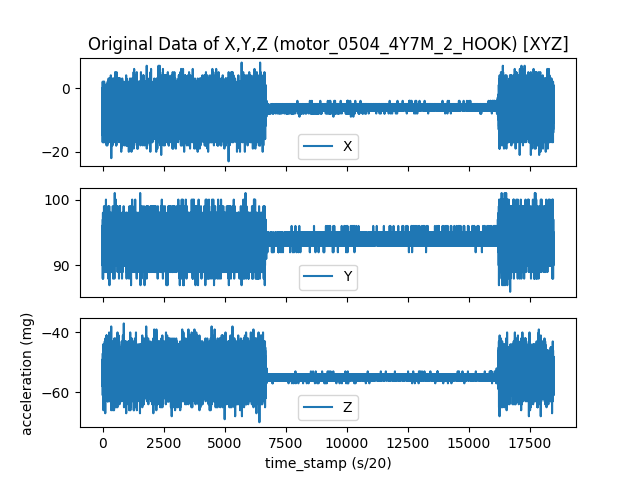 Original Data of X,Y,Z (motor_0504_4Y7M_2_HOOK) [XYZ]
0
−20
X
100
90
Y
−40
−60
Z
acceleration (mg)
0 2500 5000 7500 10000 12500 15000 17500
time_stamp (s/20)